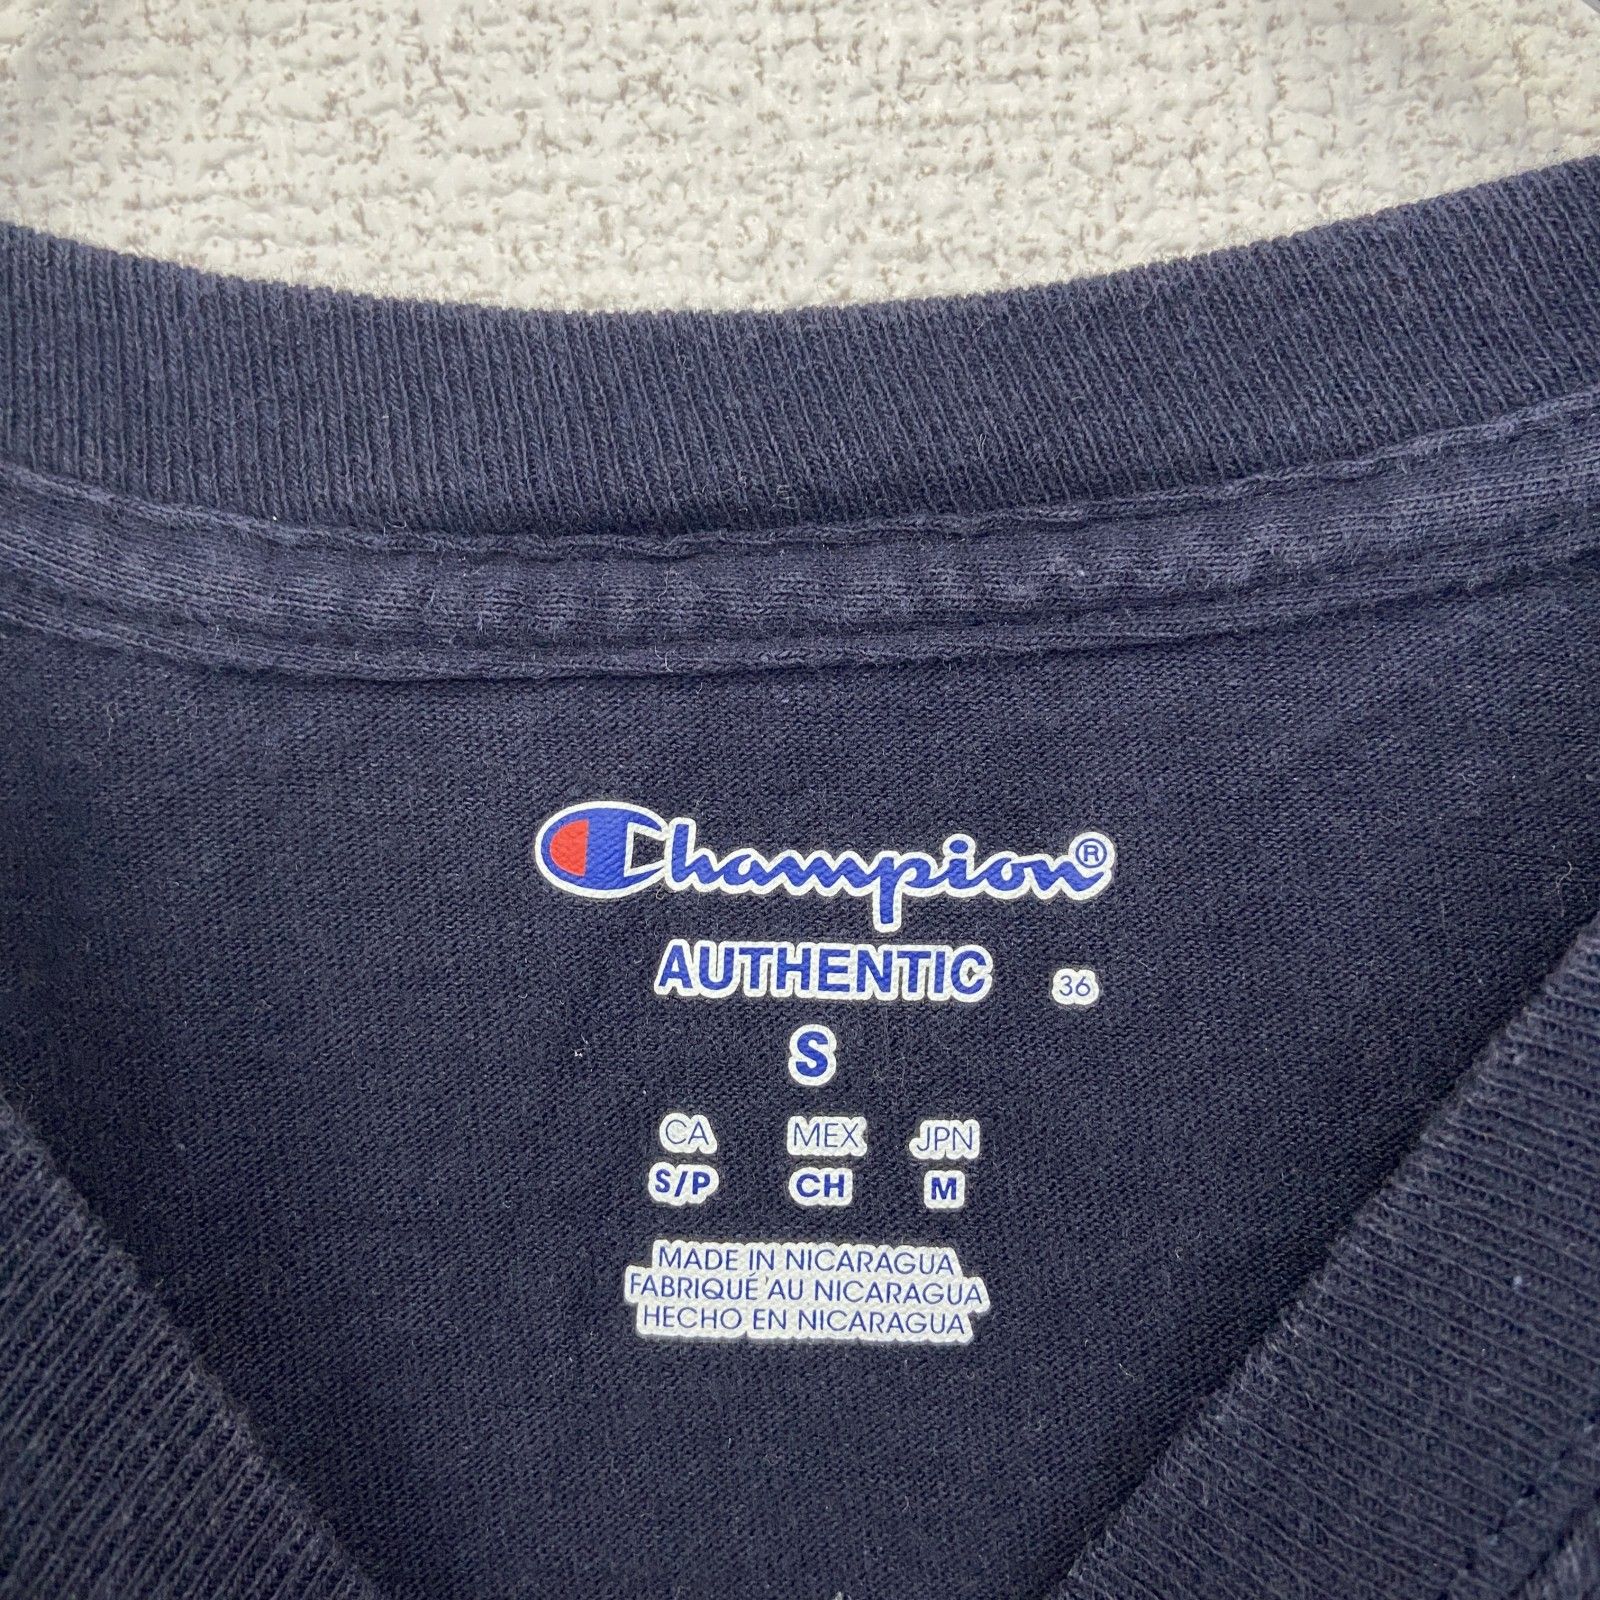 Champion®
AUTHENTIC 36
S
CA MEX JPN
S/P CH M
MADE IN NICARAGUA
FABRIQUÉ AU NICARAGUA
HECHO EN NICARAGUA